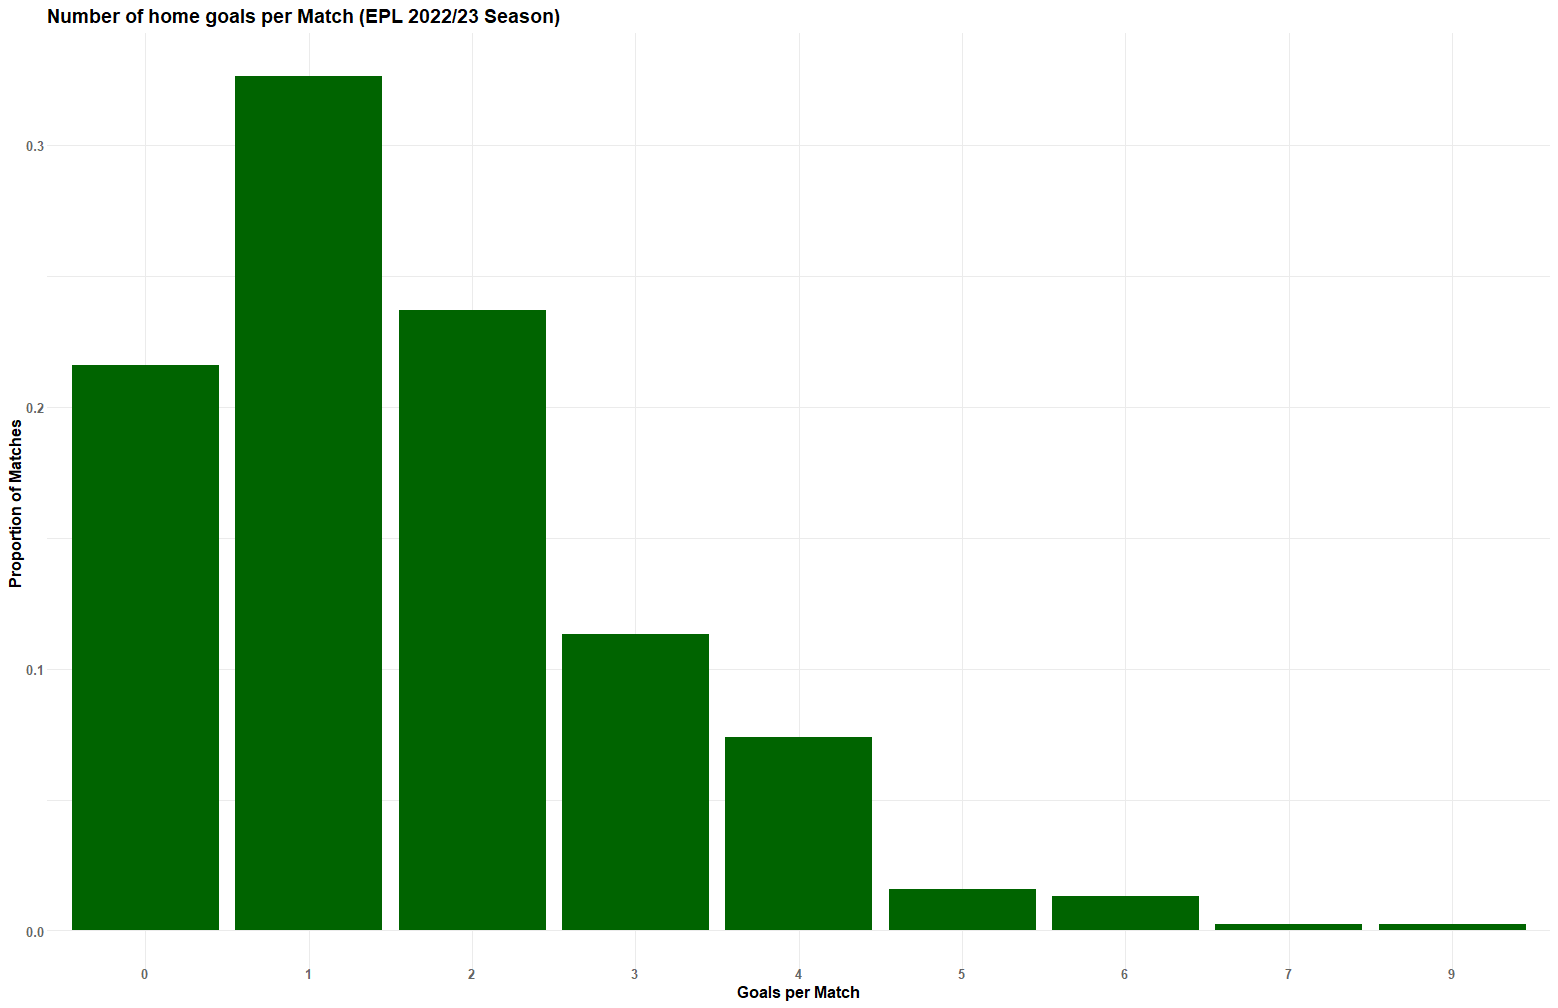 Number of home goals per Match (EPL 2022/23 Season)
Proportion of Matches
0.3
0.2
0.1
0.0
0 1 2 3 4 5 6 7 9
Goals per Match